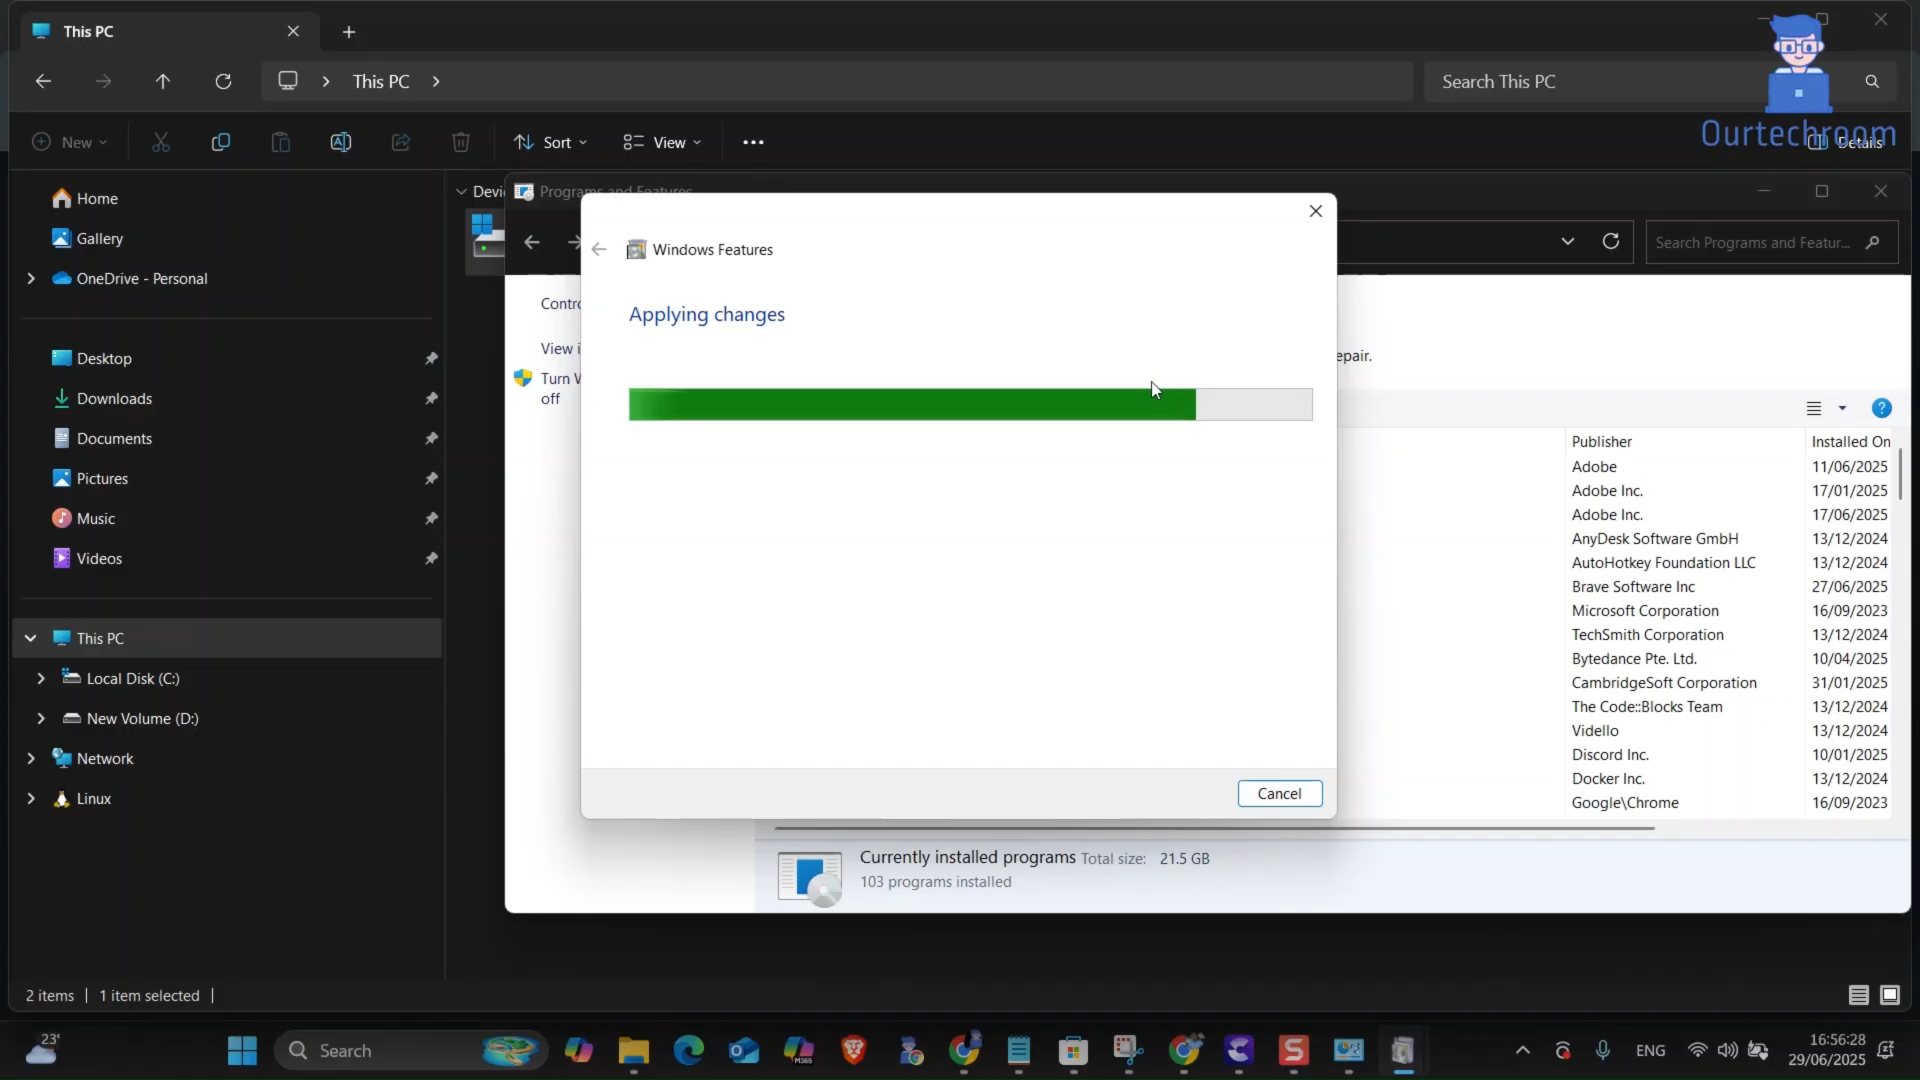 This PC
This PC
Search This PC
Ourtechroom
New
Sort
View
Details
Home
Gallery
OneDrive - Personal
Desktop
Downloads
Documents
Pictures
Music
Videos
This PC
Local Disk (C:)
New Volume (D:)
Network
Linux
Devi
Programs and Features
Search Programs and Featur...
Contro
View i
Turn W
off
epair.
Windows Features
Applying changes
Cancel
Publisher Installed On
Adobe 11/06/2025
Adobe Inc. 17/01/2025
Adobe Inc. 17/06/2025
AnyDesk Software GmbH 13/12/2024
AutoHotkey Foundation LLC 13/12/2024
Brave Software Inc 27/06/2025
Microsoft Corporation 16/09/2023
TechSmith Corporation 13/12/2024
Bytedance Pte. Ltd. 10/04/2025
CambridgeSoft Corporation 31/01/2025
The Code::Blocks Team 13/12/2024
Vidello 13/12/2024
Discord Inc. 10/01/2025
Docker Inc. 13/12/2024
Google\Chrome 16/09/2023
Currently installed programs Total size: 21.5 GB
103 programs installed
2 items 1 item selected
23°
Search
M365
ENG
16:56:28
29/06/2025